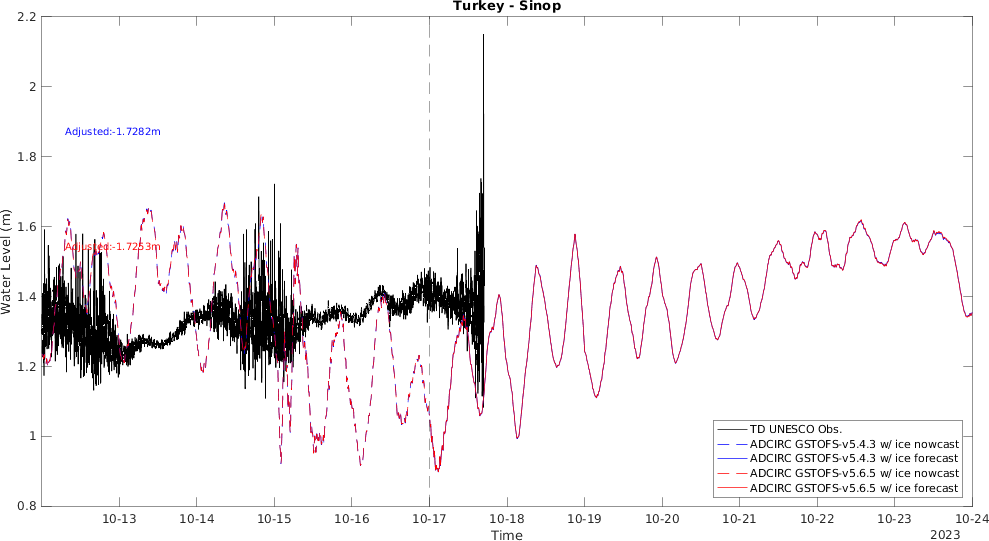 Turkey - Sinop
2.2
2
1.8
1.6
1.4
1.2
1
0.8
Water Level (m)
Adjusted:-1.7282m
Adjusted:-1.7253m
TD UNESCO Obs.
ADCIRC GSTOFS-v5.4.3 w/ ice nowcast
ADCIRC GSTOFS-v5.4.3 w/ ice forecast
ADCIRC GSTOFS-v5.6.5 w/ ice nowcast
ADCIRC GSTOFS-v5.6.5 w/ ice forecast
10-13 10-14 10-15 10-16 10-17 10-18 10-19 10-20 10-21 10-22 10-23 10-24
Time
2023